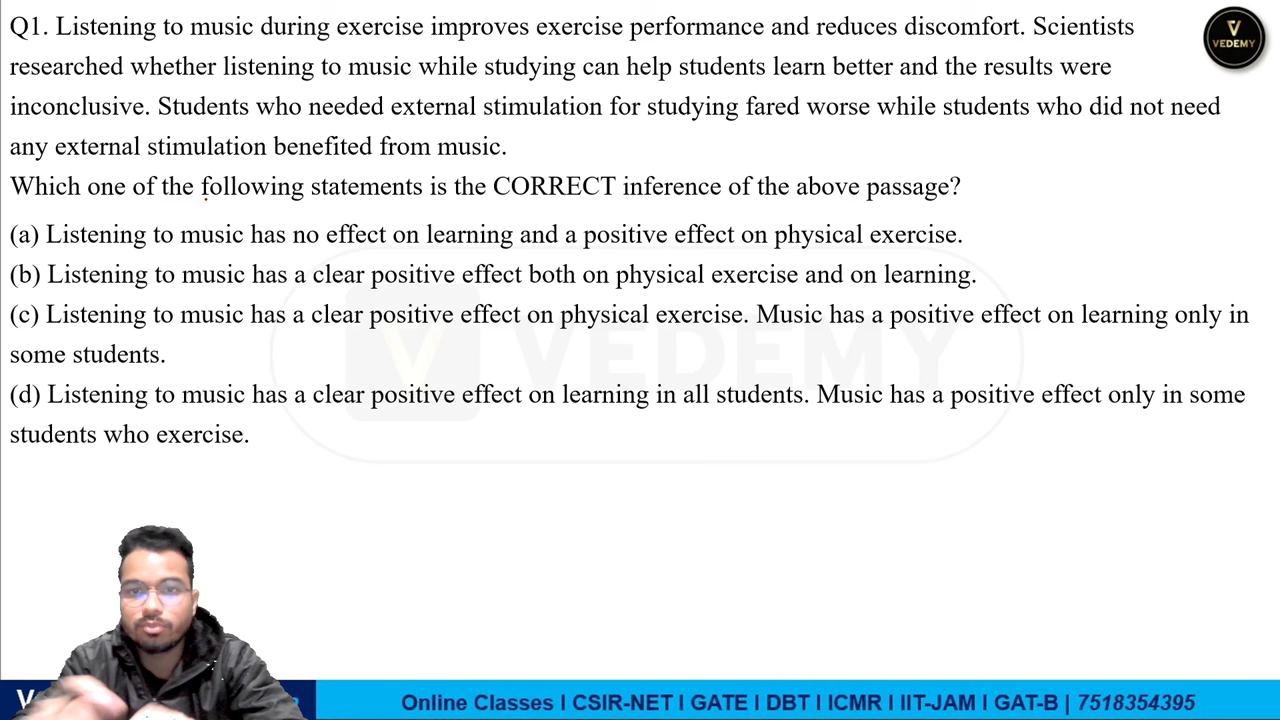 Q1. Listening to music during exercise improves exercise performance and reduces discomfort. Scientists
researched whether listening to music while studying can help students learn better and the results were
inconclusive. Students who needed external stimulation for studying fared worse while students who did not need
any external stimulation benefited from music.
Which one of the following statements is the CORRECT inference of the above passage?
(a) Listening to music has no effect on learning and a positive effect on physical exercise.
(b) Listening to music has a clear positive effect both on physical exercise and on learning.
(c) Listening to music has a clear positive effect on physical exercise. Music has a positive effect on learning only in
some students.
(d) Listening to music has a clear positive effect on learning in all students. Music has a positive effect only in some
students who exercise.
VEDEMY
VEDEMY
Online Classes I CSIR-NET I GATE I DBT I ICMR I IIT-JAM I GAT-B | 7518354395